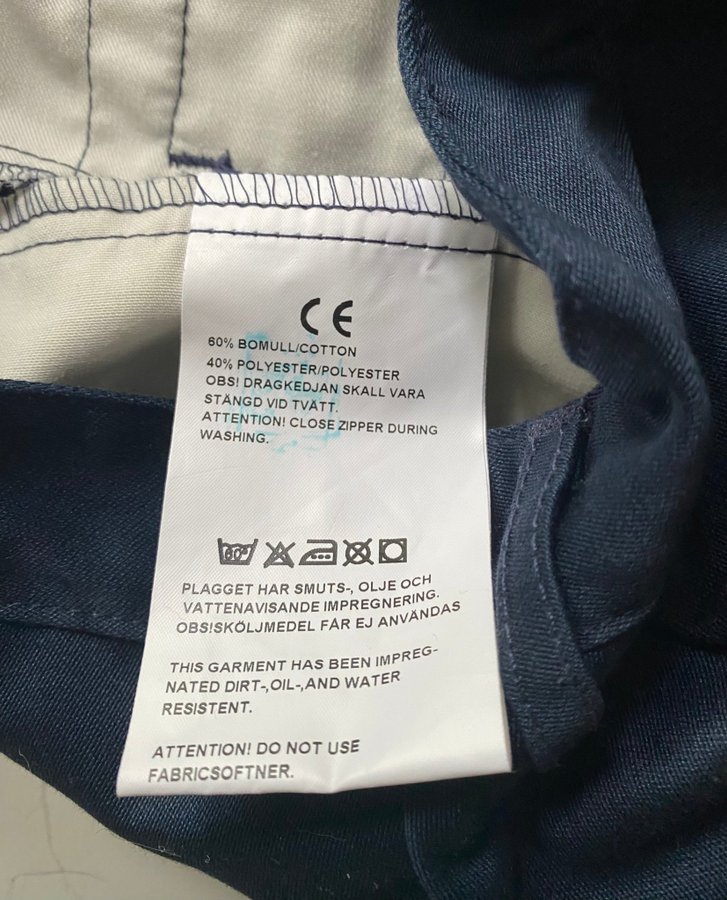 CE
60% BOMULL/COTTON
40% POLYESTER/POLYESTER
OBS! DRAGKEDJAN SKALL VARA
STÄNGD VID TVÄTT.
ATTENTION! CLOSE ZIPPER DURING
WASHING.
60°
PLAGGET HAR SMUTS-, OLJE OCH
VATTENAVISANDE IMPREGNERING.
OBS!SKÖLJMEDEL FÅR EJ ANVÄNDAS
THIS GARMENT HAS BEEN IMPREG-
NATED DIRT-,OIL-,AND WATER
RESISTENT.
ATTENTION! DO NOT USE
FABRICSOFTNER.